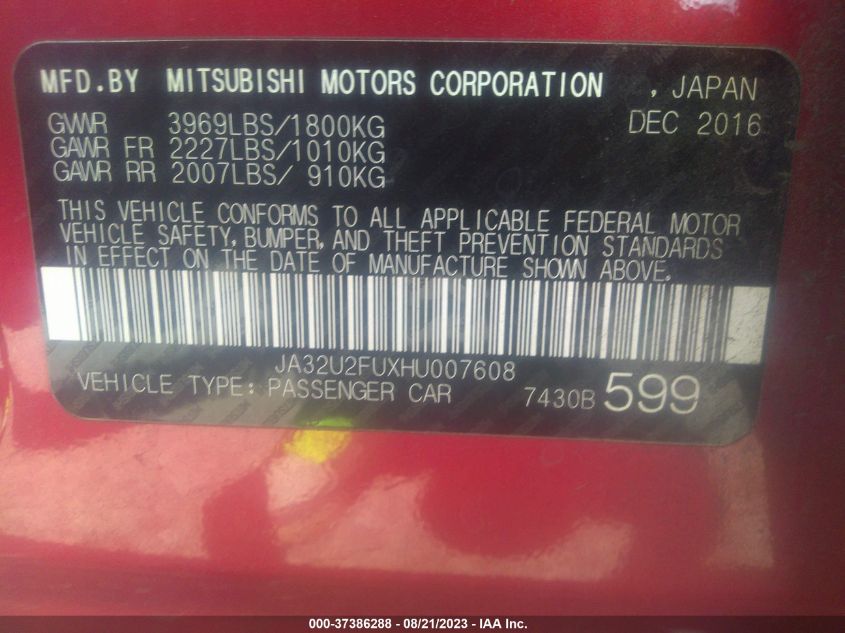 MFD.BY MITSUBISHI MOTORS CORPORATION , JAPAN
GVWR 3969LBS/1800KG DEC 2016
GAWR FR 2227LBS/1010KG
GAWR RR 2007LBS/ 910KG
THIS VEHICLE CONFORMS TO ALL APPLICABLE FEDERAL MOTOR
VEHICLE SAFETY, BUMPER, AND THEFT PREVENTION STANDARDS
IN EFFECT ON THE DATE OF MANUFACTURE SHOWN ABOVE.
JA32U2FUXHU007608
VEHICLE TYPE: PASSENGER CAR 7430B 599
000-37386288 - 08/21/2023 - IAA Inc.